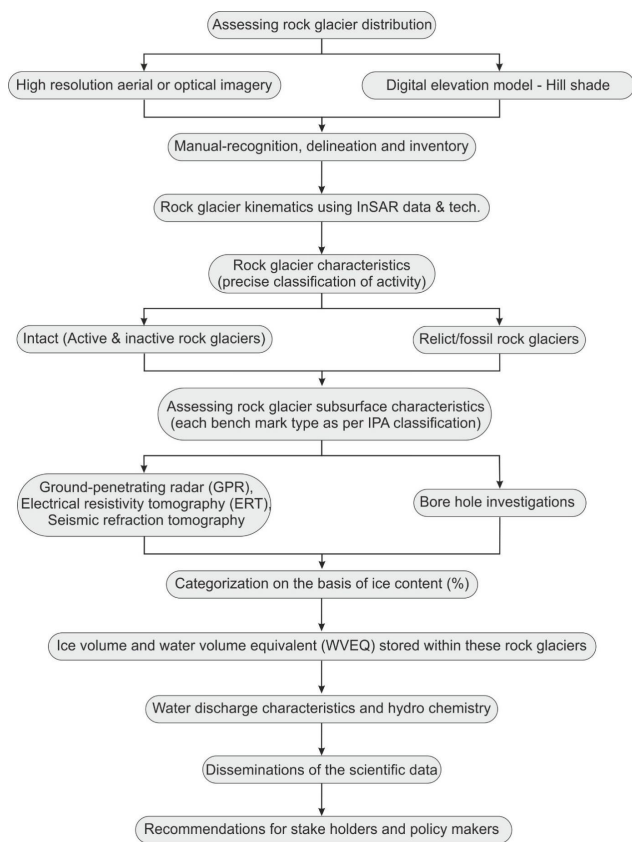 Assessing rock glacier distribution
High resolution aerial or optical imagery
Digital elevation model - Hill shade
Manual-recognition, delineation and inventory
Rock glacier kinematics using InSAR data & tech.
Rock glacier characteristics
(precise classification of activity)
Intact (Active & inactive rock glaciers)
Relict/fossil rock glaciers
Assessing rock glacier subsurface characteristics
(each bench mark type as per IPA classification)
Ground-penetrating radar (GPR),
Electrical resistivity tomography (ERT),
Seismic refraction tomography
Bore hole investigations
Categorization on the basis of ice content (%)
Ice volume and water volume equivalent (WVEQ) stored within these rock glaciers
Water discharge characteristics and hydro chemistry
Disseminations of the scientific data
Recommendations for stake holders and policy makers